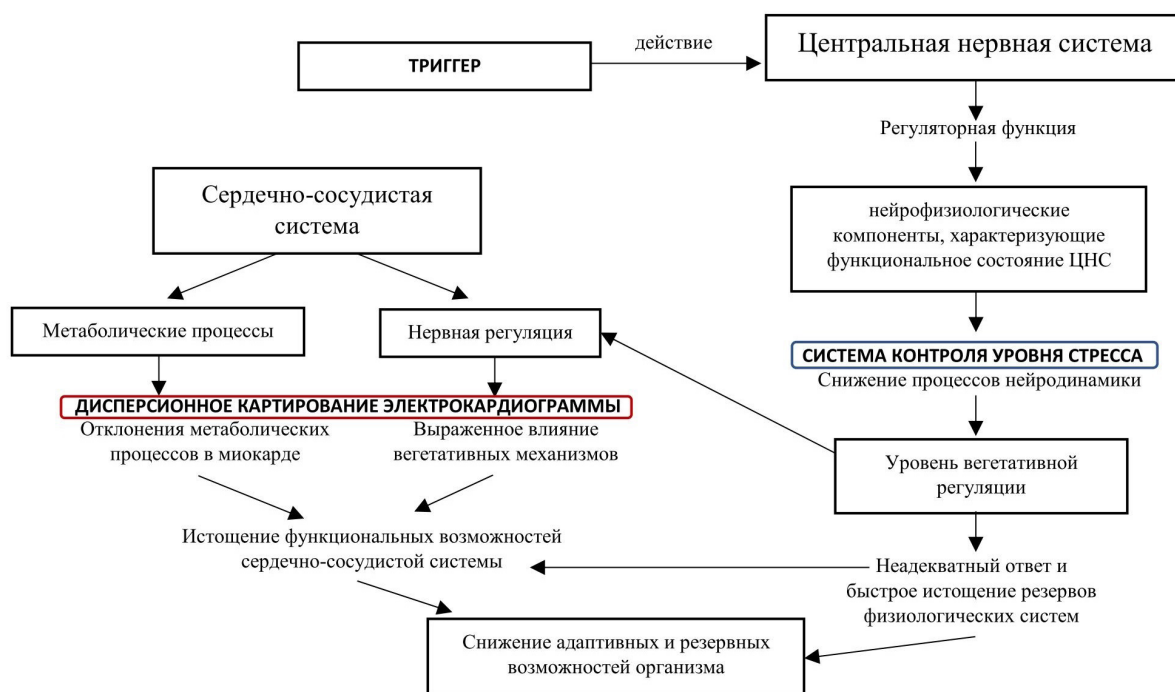 ТРИГГЕР
действие
Центральная нервная система
Регуляторная функция
нейрофизиологические
компоненты, характеризующие
функциональное состояние ЦНС
СИСТЕМА КОНТРОЛЯ УРОВНЯ СТРЕССА
Снижение процессов нейродинамики
Уровень вегетативной
регуляции
Неадекватный ответ и
быстрое истощение резервов
физиологических систем
Сердечно-сосудистая
система
Метаболические процессы
Нервная регуляция
ДИСПЕРСИОННОЕ КАРТИРОВАНИЕ ЭЛЕКТРОКАРДИОГРАММЫ
Отклонения метаболических
процессов в миокарде
Выраженное влияние
вегетативных механизмов
Истощение функциональных возможностей
сердечно-сосудистой системы
Снижение адаптивных и резервных
возможностей организма